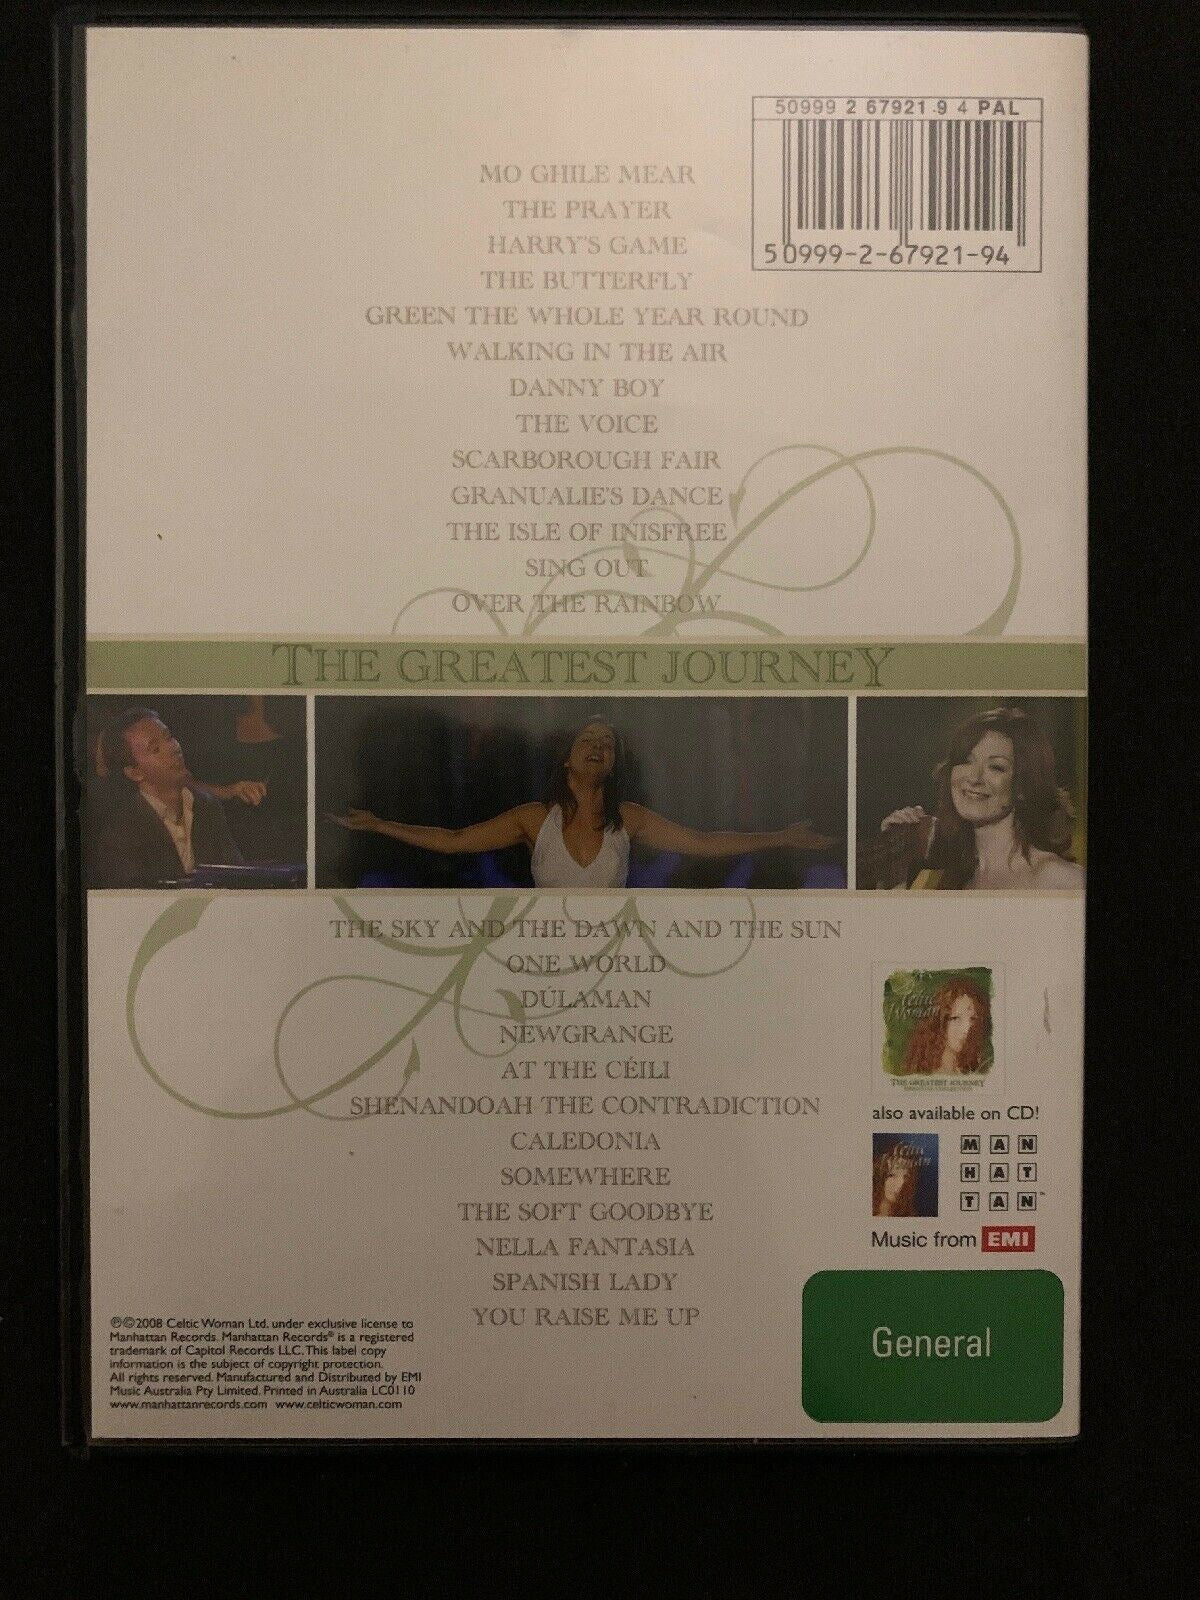 50999 2 67921 9 4 PAL
50999-2-67921-94
MO GHILE MEAR
THE PRAYER
HARRY'S GAME
THE BUTTERFLY
GREEN THE WHOLE YEAR ROUND
WALKING IN THE AIR
DANNY BOY
THE VOICE
SCARBOROUGH FAIR
GRANUALIE'S DANCE
THE ISLE OF INISFREE
SING OUT
OVER THE RAINBOW
THE GREATEST JOURNEY
THE SKY AND THE DAWN AND THE SUN
ONE WORLD
DÚLAMAN
NEWGRANGE
AT THE CÉILI
SHENANDOAH THE CONTRADICTION
CALEDONIA
SOMEWHERE
THE SOFT GOODBYE
NELLA FANTASIA
SPANISH LADY
YOU RAISE ME UP
Celtic
Woman
THE GREATEST JOURNEY
also available on CD!
Celtic
Woman
MAN
HAT
TAN™
Music from EMI
General
℗©2008 Celtic Woman Ltd. under exclusive license to
Manhattan Records. Manhattan Records® is a registered
trademark of Capitol Records LLC. This label copy
information is the subject of copyright protection.
All rights reserved. Manufactured and Distributed by EMI
Music Australia Pty Limited. Printed in Australia LC0110
www.manhattanrecords.com www.celticwoman.com